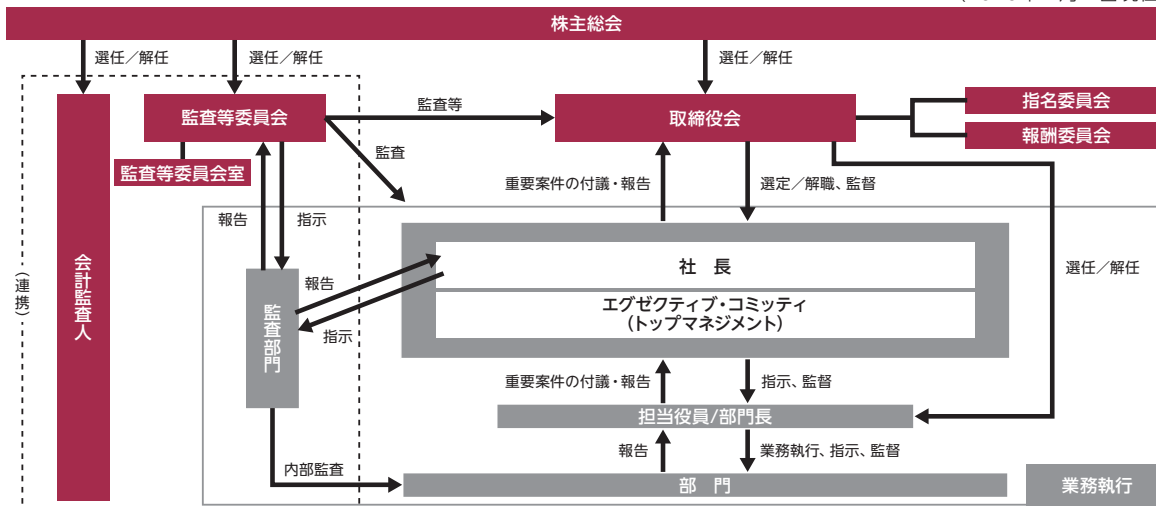 株主総会
選任／解任
選任／解任
選任／解任
監査等委員会
監査等
取締役会
指名委員会
報酬委員会
監査等委員会室
監査
重要案件の付議・報告
選定／解職、監督
報告
指示
選任／解任
（連携）
会計監査人
監査部門
報告
指示
社 長
エグゼクティブ・コミッティ
（トップマネジメント）
重要案件の付議・報告
指示、監督
担当役員/部門長
報告
業務執行、指示、監督
内部監査
部 門
業務執行